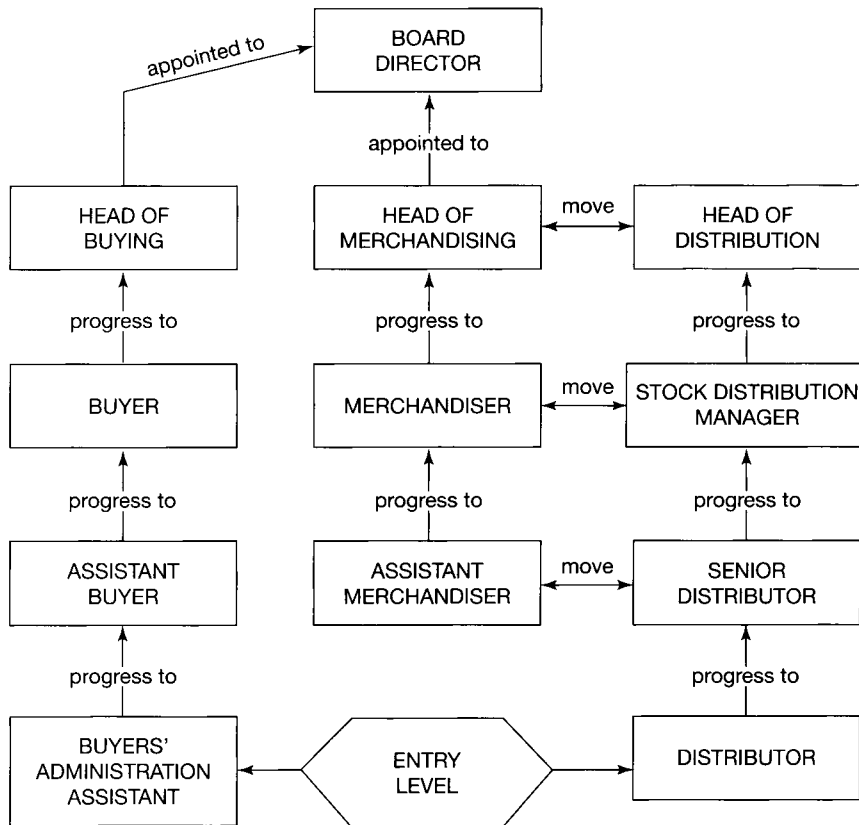 BOARD
DIRECTOR
appointed to
appointed to
HEAD OF
BUYING
HEAD OF
MERCHANDISING
move
HEAD OF
DISTRIBUTION
progress to
progress to
progress to
BUYER
MERCHANDISER
move
STOCK DISTRIBUTION
MANAGER
progress to
progress to
progress to
ASSISTANT
BUYER
ASSISTANT
MERCHANDISER
move
SENIOR
DISTRIBUTOR
progress to
progress to
BUYERS’
ADMINISTRATION
ASSISTANT
ENTRY
LEVEL
DISTRIBUTOR